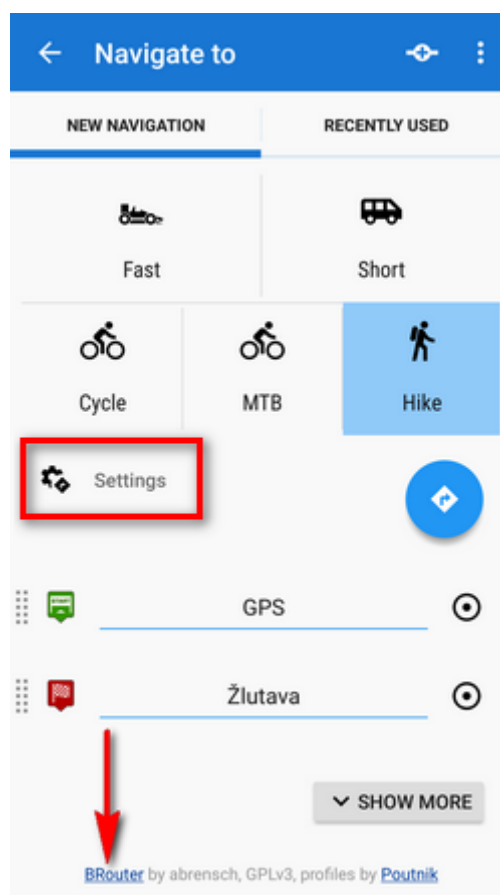 Navigate to
NEW NAVIGATION RECENTLY USED
Fast Short
Cycle MTB Hike
Settings
START
GPS
Žlutava
SHOW MORE
BRouter by abrensch, GPLv3, profiles by Poutnik